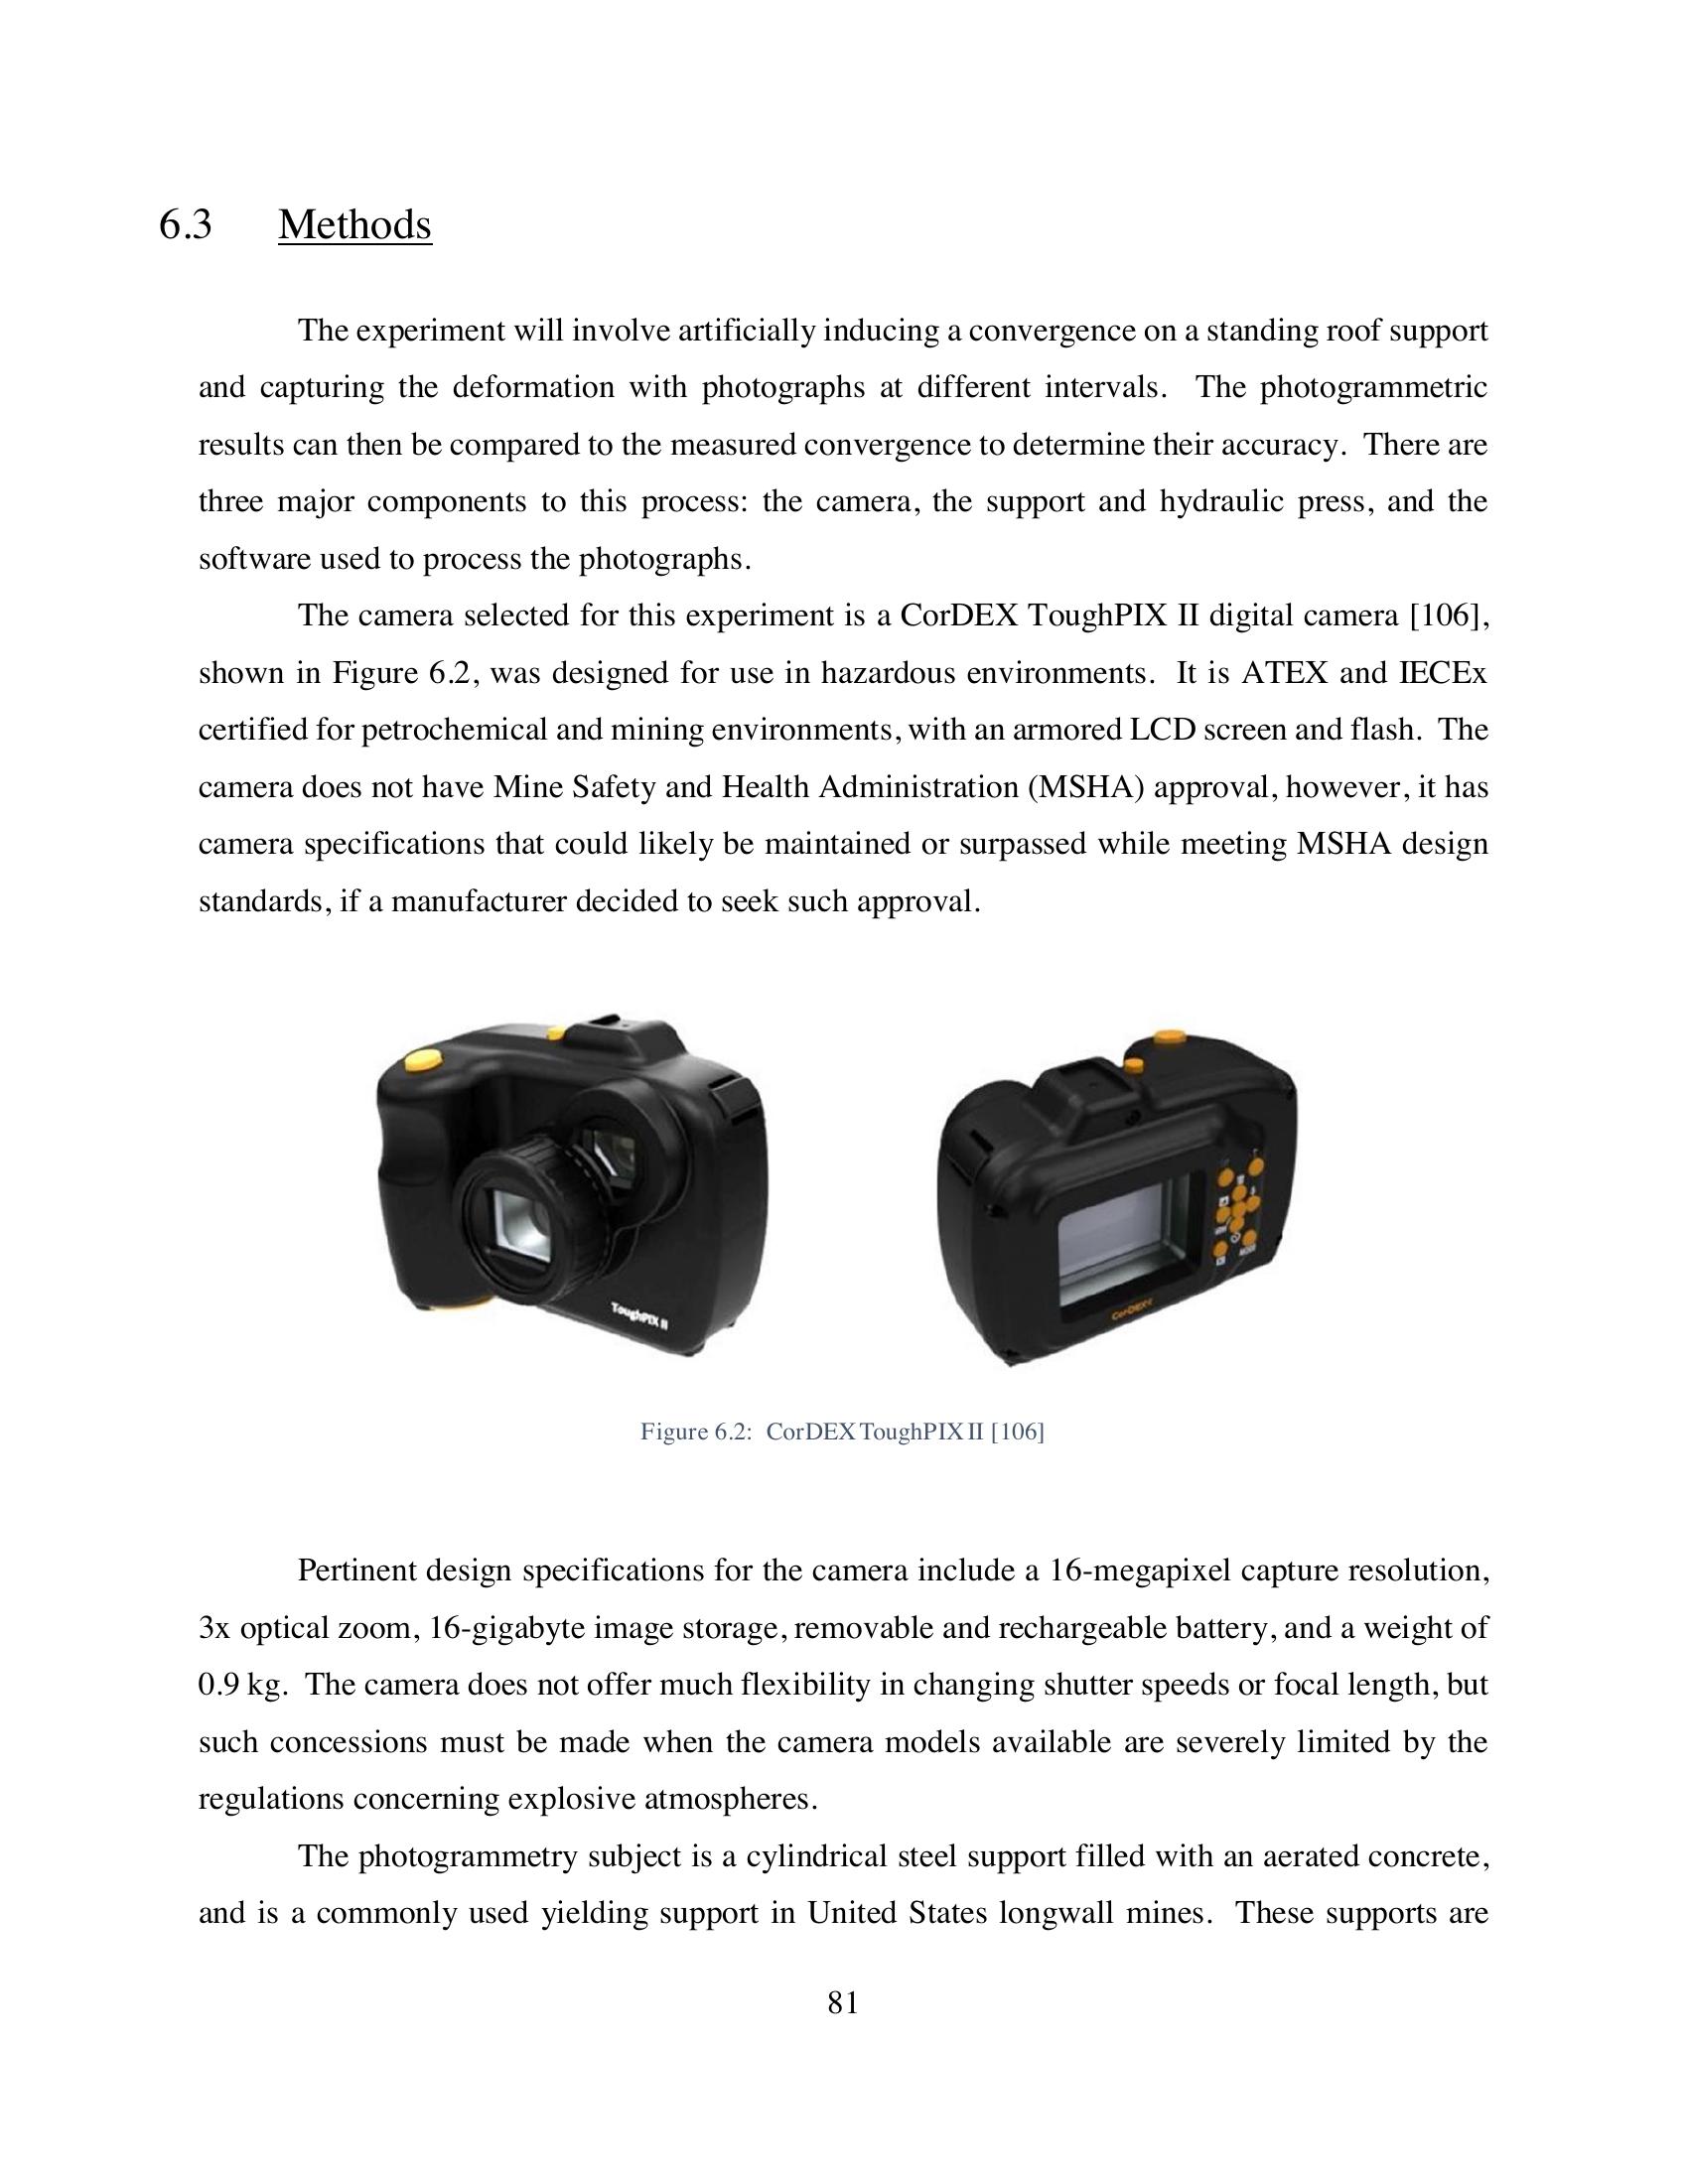 6.3 Methods
The experiment will involve artificially inducing a convergence on a standing roof support
and capturing the deformation with photographs at different intervals. The photogrammetric
results can then be compared to the measured convergence to determine their accuracy. There are
three major components to this process: the camera, the support and hydraulic press, and the
software used to process the photographs.
The camera selected for this experiment is a CorDEX ToughPIX II digital camera [106],
shown in Figure 6.2, was designed for use in hazardous environments. It is ATEX and IECEx
certified for petrochemical and mining environments, with an armored LCD screen and flash. The
camera does not have Mine Safety and Health Administration (MSHA) approval, however, it has
camera specifications that could likely be maintained or surpassed while meeting MSHA design
standards, if a manufacturer decided to seek such approval.
ToughPIX II
CorDEX
Figure 6.2: CorDEX ToughPIX II [106]
Pertinent design specifications for the camera include a 16-megapixel capture resolution,
3x optical zoom, 16-gigabyte image storage, removable and rechargeable battery, and a weight of
0.9 kg. The camera does not offer much flexibility in changing shutter speeds or focal length, but
such concessions must be made when the camera models available are severely limited by the
regulations concerning explosive atmospheres.
The photogrammetry subject is a cylindrical steel support filled with an aerated concrete,
and is a commonly used yielding support in United States longwall mines. These supports are
81